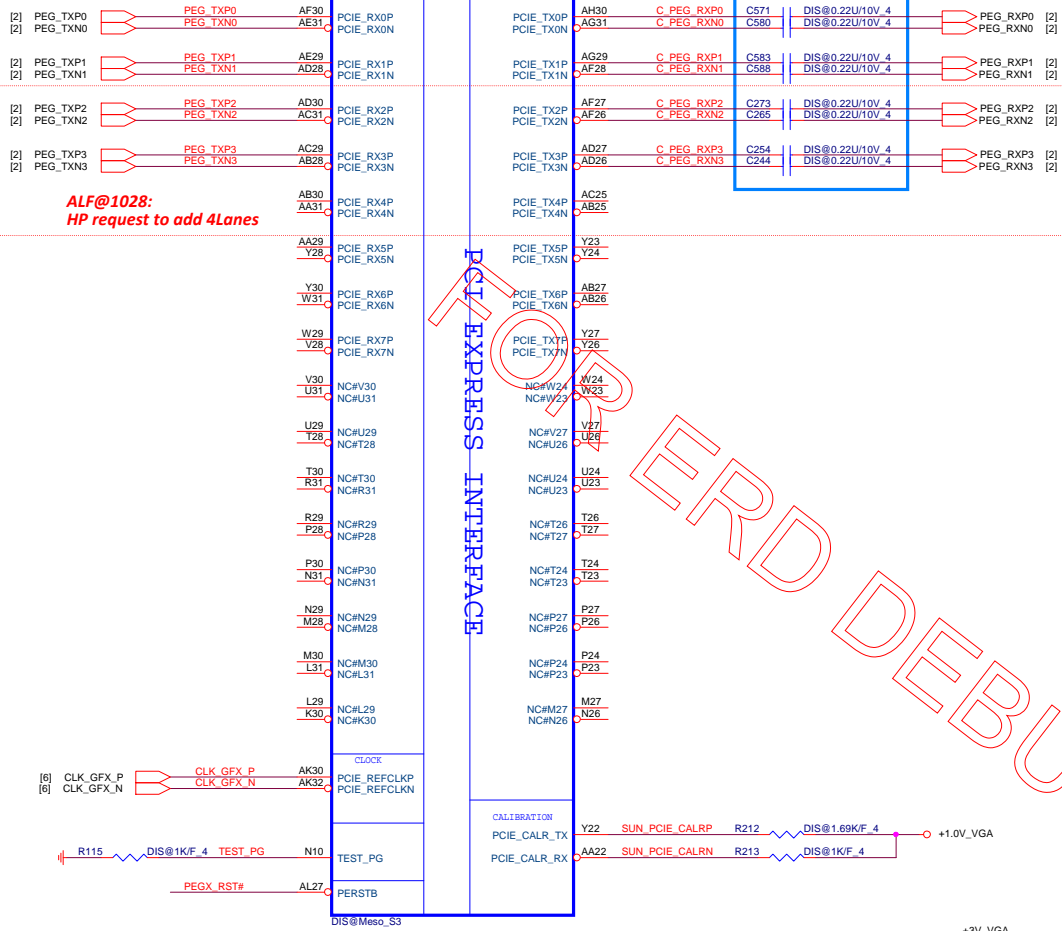 [2] PEG_TXP0 PEG_TXP0 AF30 PCIE_RX0P PCIE_TX0P AH30 C_PEG_RXP0 C571 DIS@0.22U/10V_4 PEG_RXP0 [2]
[2] PEG_TXN0 PEG_TXN0 AE31 PCIE_RX0N PCIE_TX0N AG31 C_PEG_RXN0 C580 DIS@0.22U/10V_4 PEG_RXN0 [2]
[2] PEG_TXP1 PEG_TXP1 AE29 PCIE_RX1P PCIE_TX1P AG29 C_PEG_RXP1 C583 DIS@0.22U/10V_4 PEG_RXP1 [2]
[2] PEG_TXN1 PEG_TXN1 AD28 PCIE_RX1N PCIE_TX1N AF28 C_PEG_RXN1 C588 DIS@0.22U/10V_4 PEG_RXN1 [2]
[2] PEG_TXP2 PEG_TXP2 AD30 PCIE_RX2P PCIE_TX2P AF27 C_PEG_RXP2 C273 DIS@0.22U/10V_4 PEG_RXP2 [2]
[2] PEG_TXN2 PEG_TXN2 AC31 PCIE_RX2N PCIE_TX2N AF26 C_PEG_RXN2 C265 DIS@0.22U/10V_4 PEG_RXN2 [2]
[2] PEG_TXP3 PEG_TXP3 AC29 PCIE_RX3P PCIE_TX3P AD27 C_PEG_RXP3 C254 DIS@0.22U/10V_4 PEG_RXP3 [2]
[2] PEG_TXN3 PEG_TXN3 AB28 PCIE_RX3N PCIE_TX3N AD26 C_PEG_RXN3 C244 DIS@0.22U/10V_4 PEG_RXN3 [2]
ALF@1028:
HP request to add 4Lanes
AB30 PCIE_RX4P PCIE_TX4P AC25
AA31 PCIE_RX4N PCIE_TX4N AB25
AA29 PCIE_RX5P PCIE_TX5P Y23
Y28 PCIE_RX5N PCIE_TX5N Y24
Y30 PCIE_RX6P PCIE_TX6P AB27
W31 PCIE_RX6N PCIE_TX6N AB26
W29 PCIE_RX7P PCIE_TX7P Y27
V28 PCIE_RX7N PCIE_TX7N Y26
V30 NC#V30 NC#W24 W24
U31 NC#U31 NC#W23 W23
U29 NC#U29 NC#V27 V27
T28 NC#T28 NC#U26 U26
T30 NC#T30 NC#U24 U24
R31 NC#R31 NC#U23 U23
R29 NC#R29 NC#T26 T26
P28 NC#P28 NC#T27 T27
P30 NC#P30 NC#T24 T24
N31 NC#N31 NC#T23 T23
N29 NC#N29 NC#P27 P27
M28 NC#M28 NC#P26 P26
M30 NC#M30 NC#P24 P24
L31 NC#L31 NC#P23 P23
L29 NC#L29 NC#M27 M27
K30 NC#K30 NC#N26 N26
PCI EXPRESS INTERFACE
FOR ERD DEBU
CLOCK
[6] CLK_GFX_P CLK_GFX_P AK30 PCIE_REFCLKP
[6] CLK_GFX_N CLK_GFX_N AK32 PCIE_REFCLKN
CALIBRATION
PCIE_CALR_TX Y22 SUN_PCIE_CALRP R212 DIS@1.69K/F_4 +1.0V_VGA
R115 DIS@1K/F_4 TEST_PG N10 TEST_PG PCIE_CALR_RX AA22 SUN_PCIE_CALRN R213 DIS@1K/F_4
PEGX_RST# AL27 PERSTB
DIS@Meso_S3
+3V_VGA